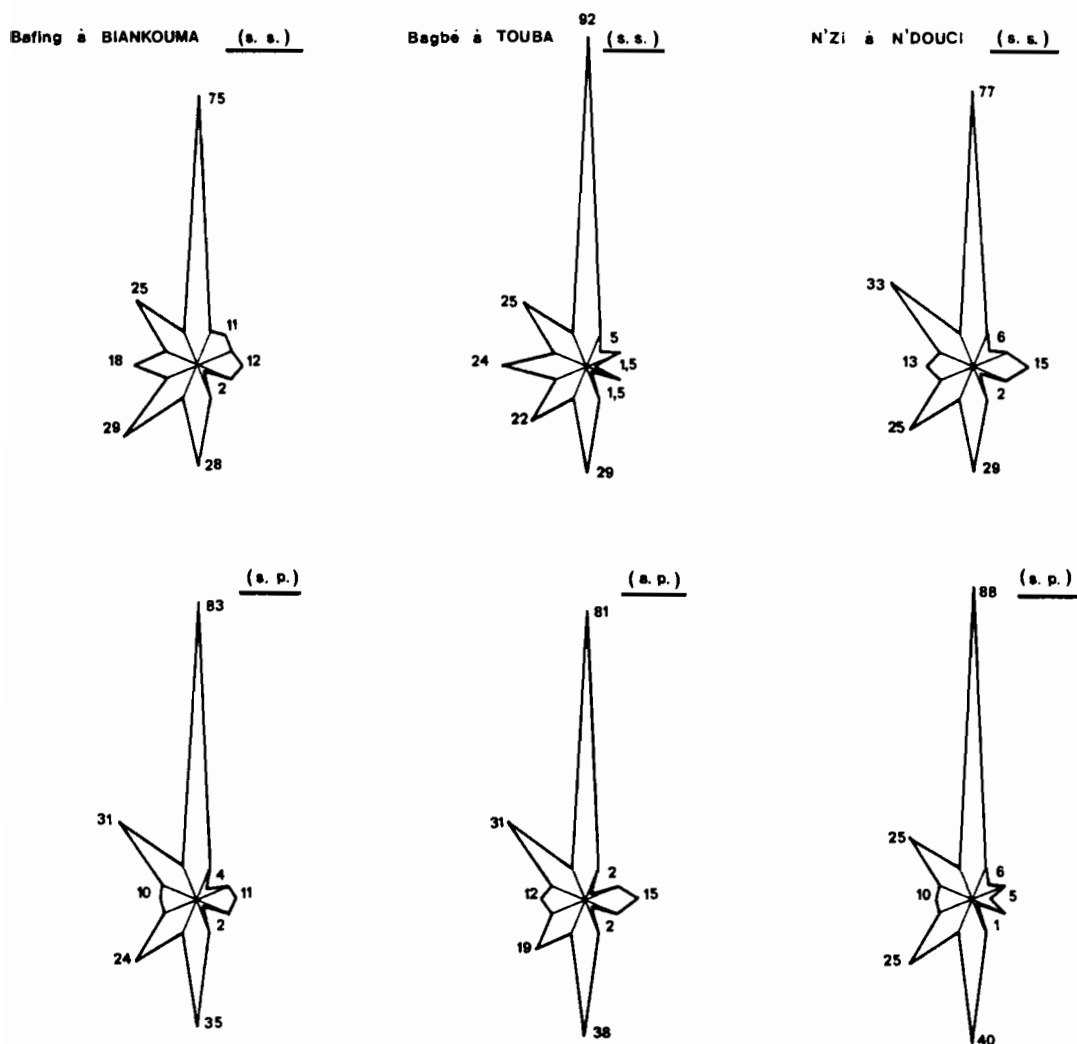 92
Bafing à BIANKOUMA (s. s.) Bagbé à TOUBA (s. s.) N'Zi à N'DOUCI (s. s.)
75 77
33
25 25
11 5 6
18 12 24 1,5 13 15
2 1,5 2
29 22 25
28 29 29
(s. p.) (s. p.) (s. p.)
83 81 88
31 31 25
4 2 6
10 11 12 15 10 5
2 2 1
24 19 25
35 38 40